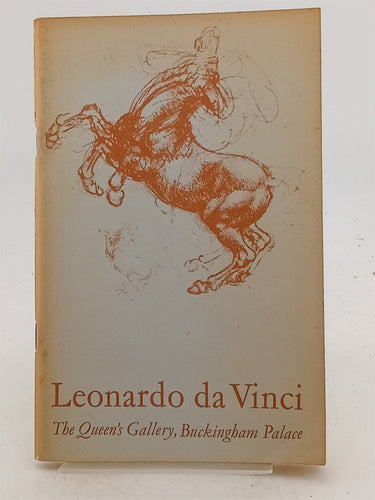 Leonardo da Vinci
The Queen's Gallery, Buckingham Palace